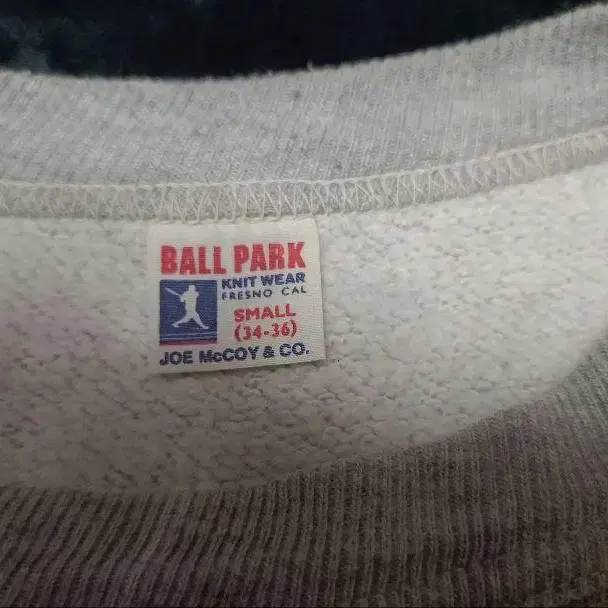 BALL PARK
KNIT WEAR
FRESNO CAL
SMALL
(34-36)
JOE McCOY & CO.